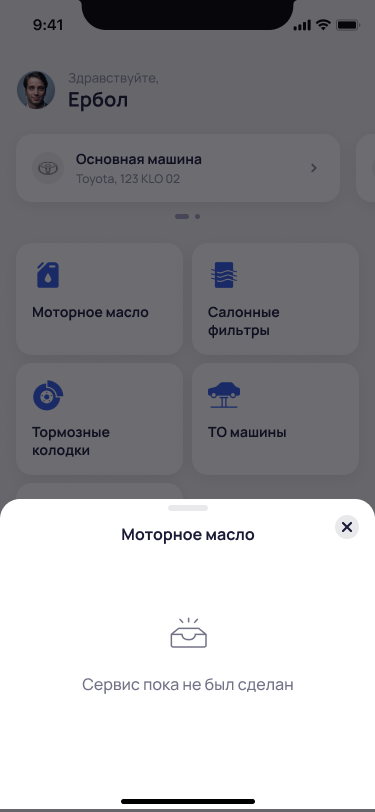 9:41
Здравствуйте,
Ербол
Основная машина
Toyota, 123 KLO 02
Моторное масло
Салонные
фильтры
Тормозные
колодки
ТО машины
Моторное масло
Сервис пока не был сделан